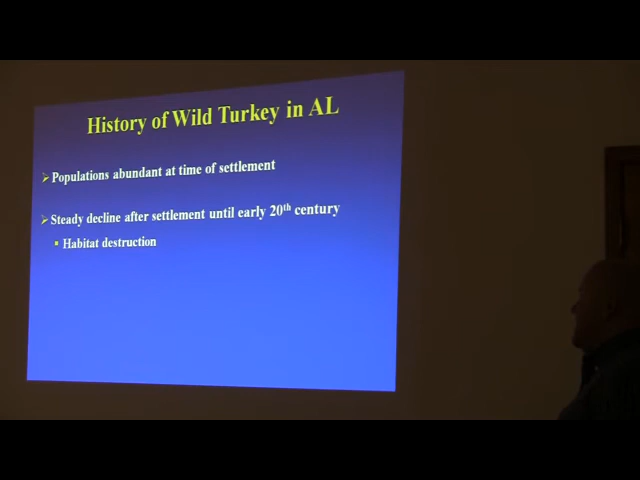 History of Wild Turkey in AL
Populations abundant at time of settlement
Steady decline after settlement until early 20th century
Habitat destruction